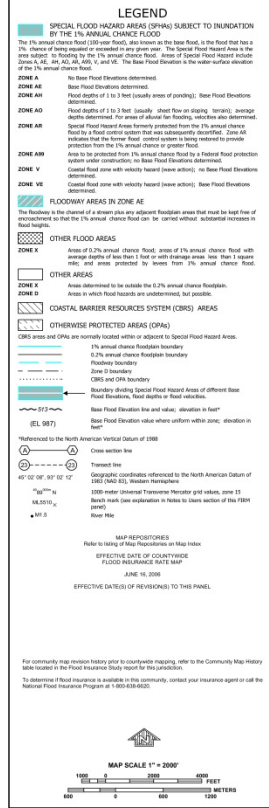 LEGEND
SPECIAL FLOOD HAZARD AREAS (SFHAs) SUBJECT TO INUNDATION
BY THE 1% ANNUAL CHANCE FLOOD
The 1% annual chance flood (100-year flood), also known as the base flood, is the flood that has a
1% chance of being equaled or exceeded in any given year. The Special Flood Hazard Area is the
area subject to flooding by the 1% annual chance flood. Areas of Special Flood Hazard include
Zones A, AE, AH, AO, AR, A99, V, and VE. The Base Flood Elevation is the water-surface elevation
of the 1% annual chance flood.
ZONE A No Base Flood Elevations determined.
ZONE AE Base Flood Elevations determined.
ZONE AH Flood depths of 1 to 3 feet (usually areas of ponding); Base Flood Elevations
determined.
ZONE AO Flood depths of 1 to 3 feet (usually sheet flow on sloping terrain); average
depths determined. For areas of alluvial fan flooding, velocities also determined.
ZONE AR Special Flood Hazard Areas formerly protected from the 1% annual chance
flood by a flood control system that was subsequently decertified. Zone AR
indicates that the former flood control system is being restored to provide
protection from the 1% annual chance or greater flood.
ZONE A99 Area to be protected from 1% annual chance flood by a Federal flood protection
system under construction; no Base Flood Elevations determined.
ZONE V Coastal flood zone with velocity hazard (wave action); no Base Flood Elevations
determined.
ZONE VE Coastal flood zone with velocity hazard (wave action); Base Flood Elevations
determined.
FLOODWAY AREAS IN ZONE AE
The floodway is the channel of a stream plus any adjacent floodplain areas that must be kept free of
encroachment so that the 1% annual chance flood can be carried without substantial increases in
flood heights.
OTHER FLOOD AREAS
ZONE X Areas of 0.2% annual chance flood; areas of 1% annual chance flood with
average depths of less than 1 foot or with drainage areas less than 1 square
mile; and areas protected by levees from 1% annual chance flood.
OTHER AREAS
ZONE X Areas determined to be outside the 0.2% annual chance floodplain.
ZONE D Areas in which flood hazards are undetermined, but possible.
COASTAL BARRIER RESOURCES SYSTEM (CBRS) AREAS
OTHERWISE PROTECTED AREAS (OPAs)
CBRS areas and OPAs are normally located within or adjacent to Special Flood Hazard Areas.
1% annual chance floodplain boundary
0.2% annual chance floodplain boundary
Floodway boundary
Zone D boundary
CBRS and OPA boundary
Boundary dividing Special Flood Hazard Areas of different Base
Flood Elevations, flood depths or flood velocities.
513 Base Flood Elevation line and value; elevation in feet*
(EL 987) Base Flood Elevation value where uniform within zone; elevation in
feet*
*Referenced to the North American Vertical Datum of 1988
A A Cross section line
23 23 Transect line
45° 02' 08", 93° 02' 12" Geographic coordinates referenced to the North American Datum of
1983 (NAD 83), Western Hemisphere
N 1000-meter Universal Transverse Mercator grid values, zone 15
ML5510 X Bench mark (see explanation in Notes to Users section of this FIRM
panel)
M1.5 River Mile
MAP REPOSITORIES
Refer to listing of Map Repositories on Map Index
EFFECTIVE DATE OF COUNTYWIDE
FLOOD INSURANCE RATE MAP
JUNE 16, 2006
EFFECTIVE DATE(S) OF REVISION(S) TO THIS PANEL
For community map revision history prior to countywide mapping, refer to the Community Map History
table located in the Flood Insurance Study report for this jurisdiction.
To determine if flood insurance is available in this community, contact your insurance agent or call the
National Flood Insurance Program at 1-800-638-6620.
MAP SCALE 1" = 2000'
1000 0 2000 4000
FEET
METERS
600 0 600 1200